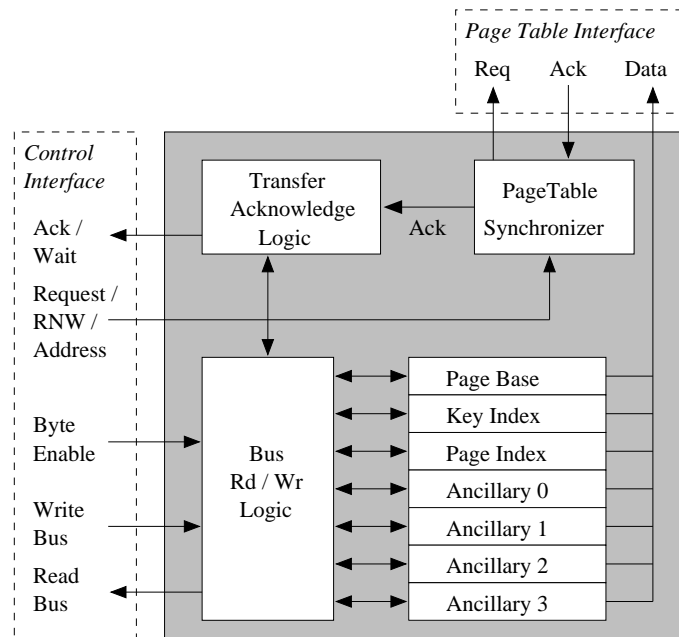 Page Table Interface
Req Ack Data
Control
Interface
Ack /
Wait
Request /
RNW /
Address
Byte
Enable
Write
Bus
Read
Bus
Transfer
Acknowledge
Logic
Ack
PageTable
Synchronizer
Bus
Rd / Wr
Logic
Page Base
Key Index
Page Index
Ancillary 0
Ancillary 1
Ancillary 2
Ancillary 3